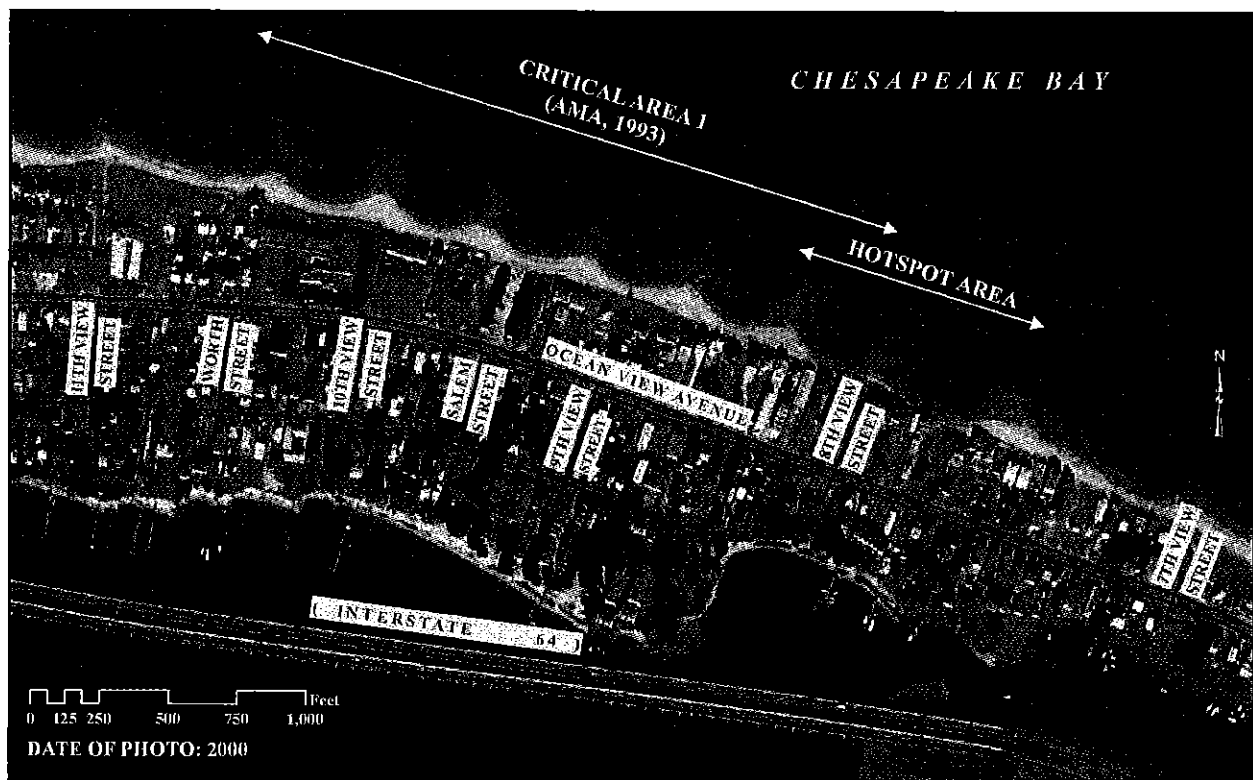 CHESAPEAKE BAY
CRITICAL AREA 1
(AMA, 1993)
HOTSPOT AREA
N
STREET
WORTH
STREET
10TH VIEW
STREET
SALEM
STREET
9TH VIEW
STREET
OCEAN VIEW AVENUE
8TH VIEW
STREET
7TH VIEW
STREET
INTERSTATE 64
Feet
0 125 250 500 750 1,000
DATE OF PHOTO: 2000